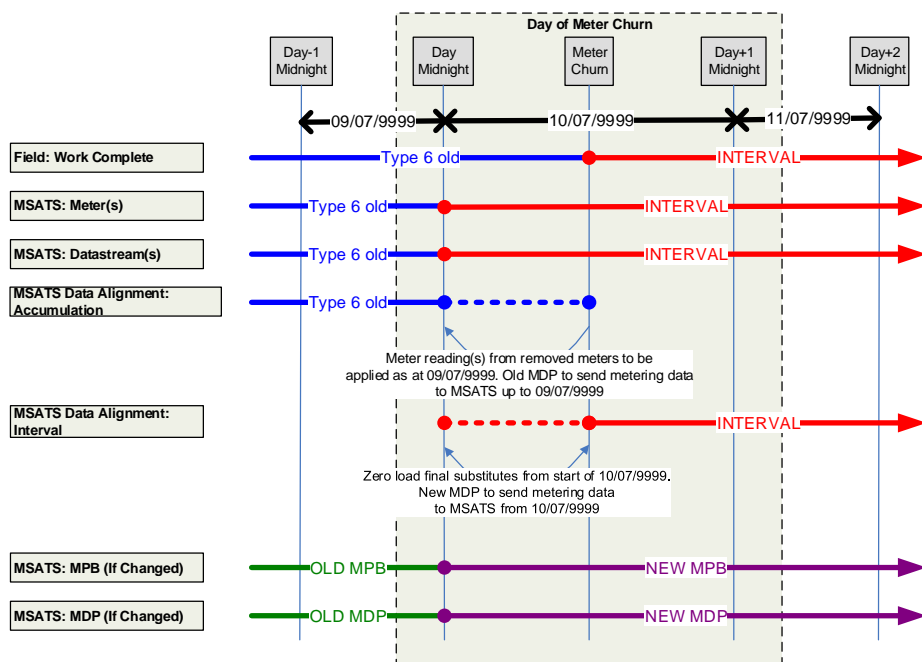 Day of Meter Churn
Day-1
Midnight
Day
Midnight
Meter
Churn
Day+1
Midnight
Day+2
Midnight
09/07/9999
10/07/9999
11/07/9999
Field: Work Complete
Type 6 old
INTERVAL
MSATS: Meter(s)
Type 6 old
INTERVAL
MSATS: Datastream(s)
Type 6 old
INTERVAL
MSATS Data Alignment:
Accumulation
Type 6 old
Meter reading(s) from removed meters to be
applied as at 09/07/9999. Old MDP to send metering data
to MSATS up to 09/07/9999
MSATS Data Alignment:
Interval
INTERVAL
Zero load final substitutes from start of 10/07/9999.
New MDP to send metering data
to MSATS from 10/07/9999
MSATS: MPB (If Changed)
OLD MPB
NEW MPB
MSATS: MDP (If Changed)
OLD MDP
NEW MDP